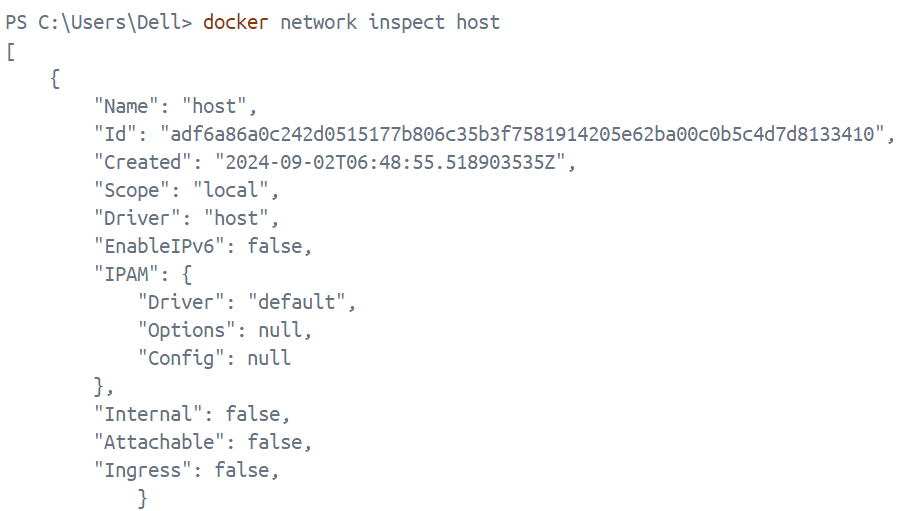 PS C:\Users\Dell> docker network inspect host
[
    {
        "Name": "host",
        "Id": "adf6a86a0c242d0515177b806c35b3f7581914205e62ba00c0b5c4d7d8133410",
        "Created": "2024-09-02T06:48:55.518903535Z",
        "Scope": "local",
        "Driver": "host",
        "EnableIPv6": false,
        "IPAM": {
            "Driver": "default",
            "Options": null,
            "Config": null
        },
        "Internal": false,
        "Attachable": false,
        "Ingress": false,
            }